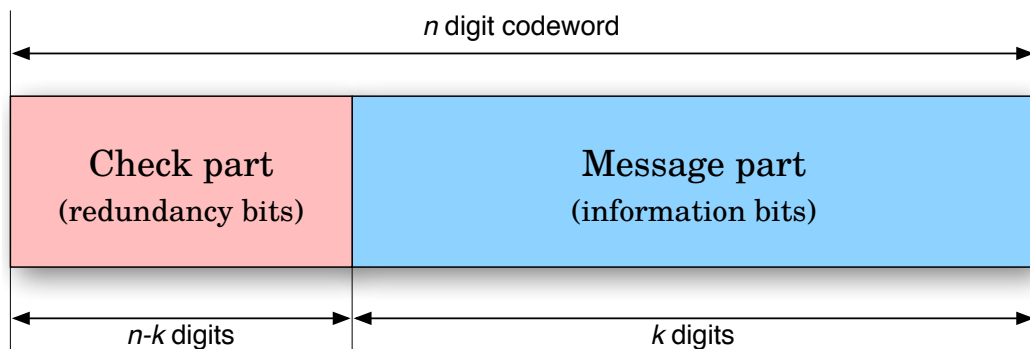 n digit codeword
Check part
(redundancy bits)
Message part
(information bits)
n-k digits
k digits